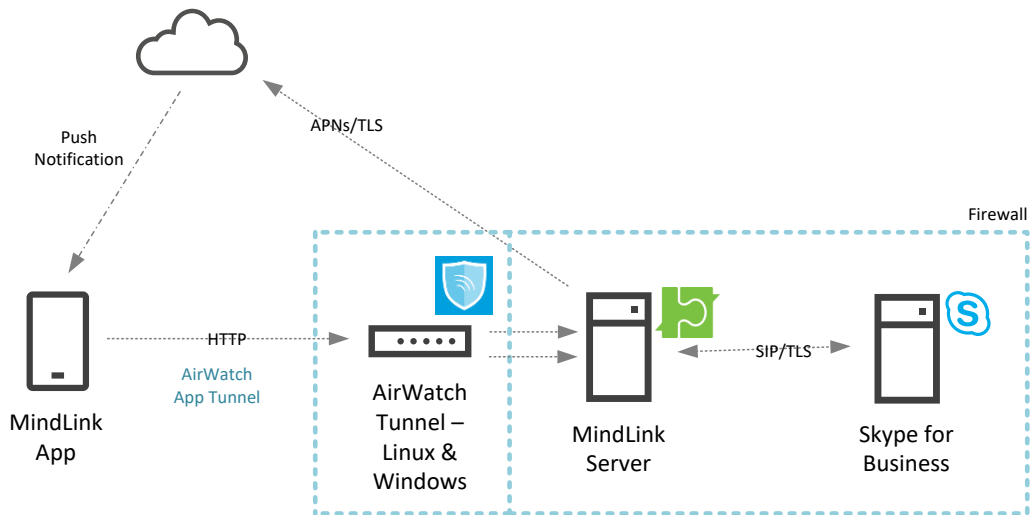 APNs/TLS
Push
Notification
Firewall
HTTP
AirWatch
App Tunnel
SIP/TLS
MindLink
App
AirWatch
Tunnel –
Linux &
Windows
MindLink
Server
Skype for
Business
S